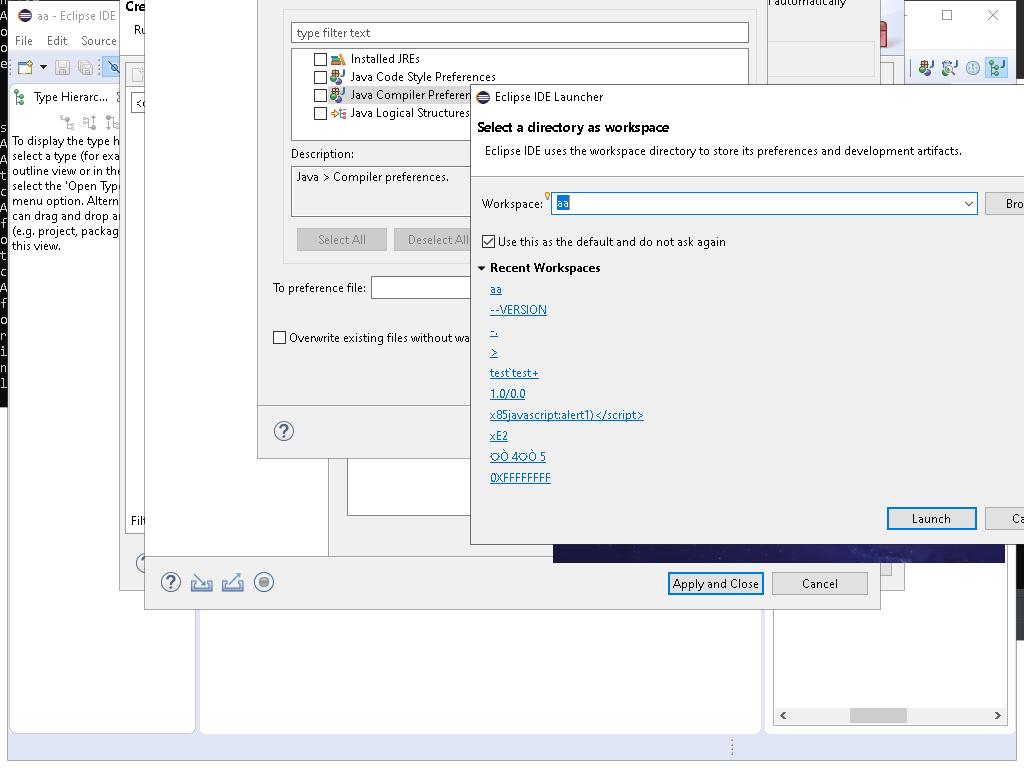 aa - Eclipse IDE
File Edit Source
Type Hierarc...
To display the type h
select a type (for exa
outline view or in the
select the 'Open Typ
menu option. Altern
can drag and drop a
(e.g. project, packag
this view.
Cre
Ru
<c
Filt
type filter text
Installed JREs
Java Code Style Preferences
Java Compiler Preferen
Java Logical Structures
Description:
Java > Compiler preferences.
Select All
Deselect All
To preference file:
Overwrite existing files without wa
automatically
Eclipse IDE Launcher
Select a directory as workspace
Eclipse IDE uses the workspace directory to store its preferences and development artifacts.
Workspace:
aa
Bro
Use this as the default and do not ask again
Recent Workspaces
aa
--VERSION
-.
>
test`test+
1.0/0.0
x85javascript:alert1)</script>
xE2
¤Ò 4¤Ò 5
0XFFFFFFFF
Launch
Ca
Apply and Close
Cancel